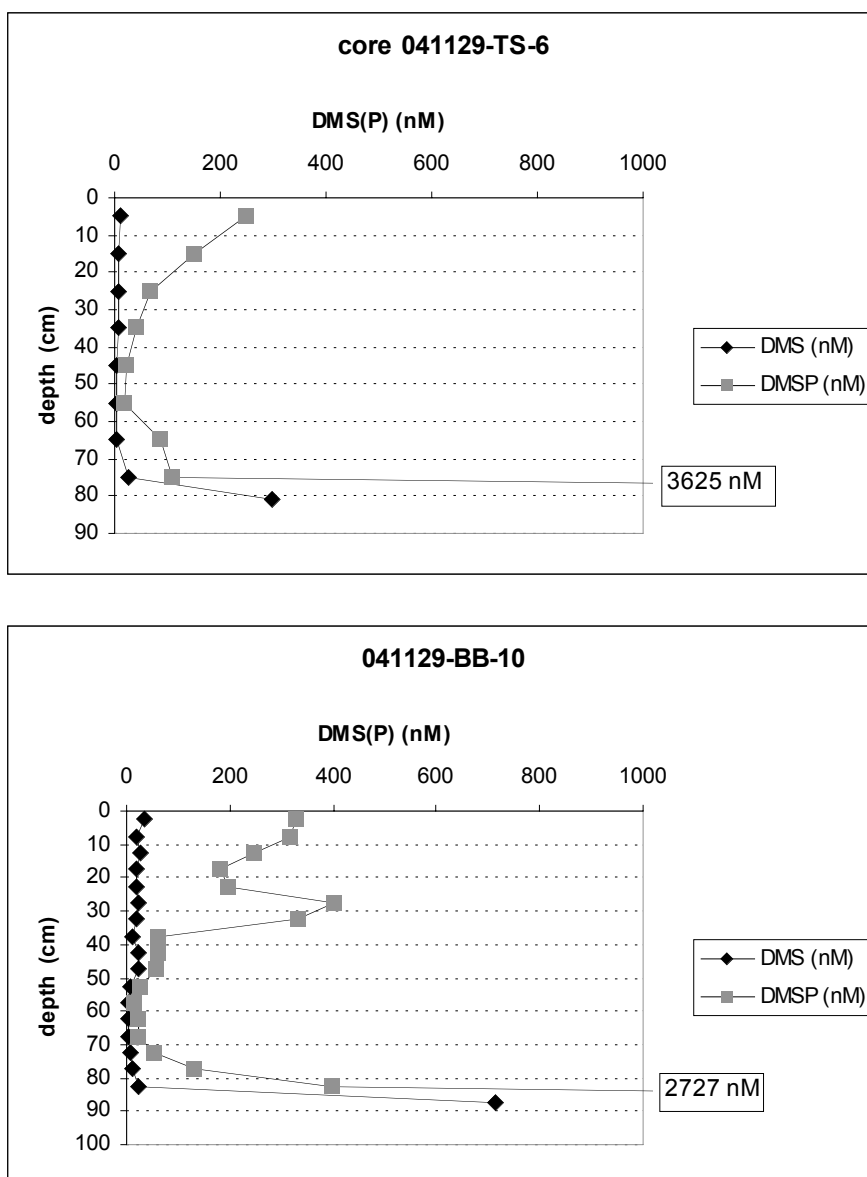 core 041129-TS-6
DMS(P) (nM)
0 200 400 600 800 1000
0
10
20
30
40
50
60
70
80
90
depth (cm)
DMS (nM)
DMSP (nM)
3625 nM
041129-BB-10
DMS(P) (nM)
0 200 400 600 800 1000
0
10
20
30
40
50
60
70
80
90
100
depth (cm)
DMS (nM)
DMSP (nM)
2727 nM